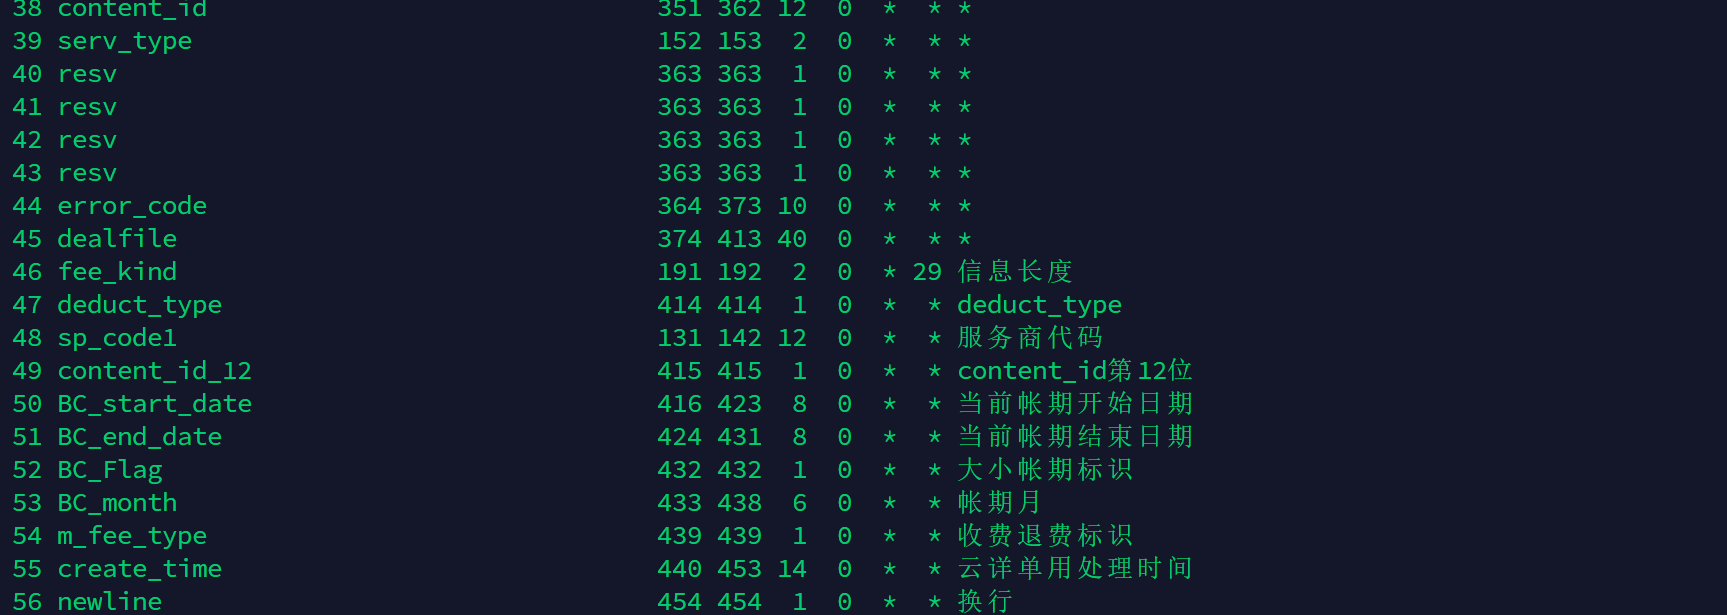 38 content_id 351 362 12 0 * * *
39 serv_type 152 153 2 0 * * *
40 resv 363 363 1 0 * * *
41 resv 363 363 1 0 * * *
42 resv 363 363 1 0 * * *
43 resv 363 363 1 0 * * *
44 error_code 364 373 10 0 * * *
45 dealfile 374 413 40 0 * * *
46 fee_kind 191 192 2 0 * 29 信息长度
47 deduct_type 414 414 1 0 * * deduct_type
48 sp_code1 131 142 12 0 * * 服务商代码
49 content_id_12 415 415 1 0 * * content_id第12位
50 BC_start_date 416 423 8 0 * * 当前帐期开始日期
51 BC_end_date 424 431 8 0 * * 当前帐期结束日期
52 BC_Flag 432 432 1 0 * * 大小帐期标识
53 BC_month 433 438 6 0 * * 帐期月
54 m_fee_type 439 439 1 0 * * 收费退费标识
55 create_time 440 453 14 0 * * 云详单用处理时间
56 newline 454 454 1 0 * * 换行